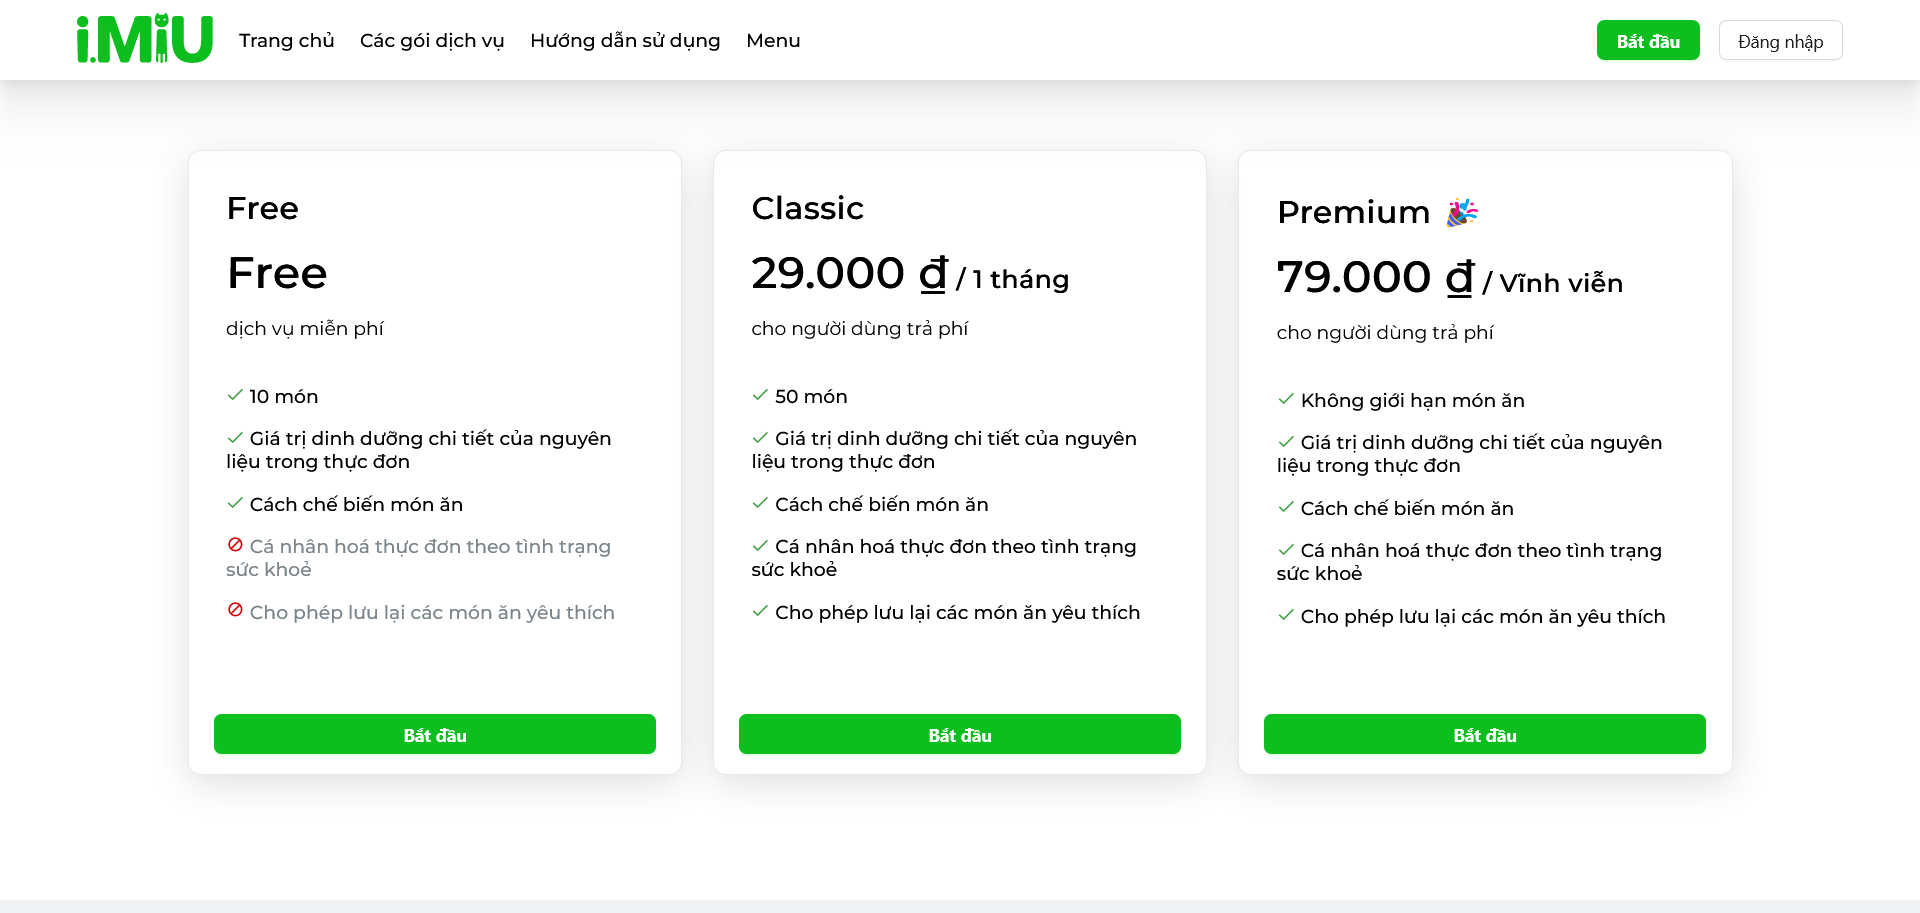 i.MiU
Trang chủ
Các gói dịch vụ
Hướng dẫn sử dụng
Menu
Bắt đầu
Đăng nhập
Free
Free
dịch vụ miễn phí
10 món
Giá trị dinh dưỡng chi tiết của nguyên
liệu trong thực đơn
Cách chế biến món ăn
Cá nhân hoá thực đơn theo tình trạng
sức khoẻ
Cho phép lưu lại các món ăn yêu thích
Bắt đầu
Classic
29.000 ₫ / 1 tháng
cho người dùng trả phí
50 món
Giá trị dinh dưỡng chi tiết của nguyên
liệu trong thực đơn
Cách chế biến món ăn
Cá nhân hoá thực đơn theo tình trạng
sức khoẻ
Cho phép lưu lại các món ăn yêu thích
Bắt đầu
Premium 🎉
79.000 ₫ / Vĩnh viễn
cho người dùng trả phí
Không giới hạn món ăn
Giá trị dinh dưỡng chi tiết của nguyên
liệu trong thực đơn
Cách chế biến món ăn
Cá nhân hoá thực đơn theo tình trạng
sức khoẻ
Cho phép lưu lại các món ăn yêu thích
Bắt đầu